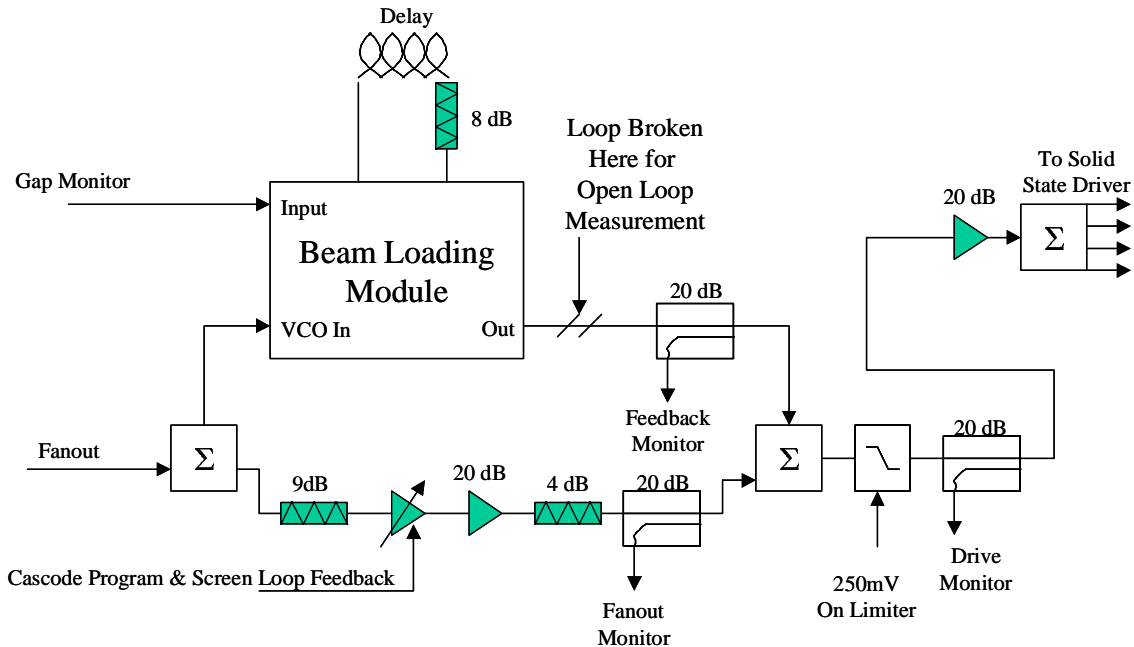 Delay
8 dB
Loop Broken
Here for
Open Loop
Measurement
To Solid
State Driver
20 dB
Σ
Gap Monitor
Input
Beam Loading
Module
VCO In
Out
20 dB
Feedback
Monitor
Fanout
Σ
9dB
20 dB
4 dB
20 dB
Σ
20 dB
Cascode Program & Screen Loop Feedback
Fanout
Monitor
250mV
On Limiter
Drive
Monitor